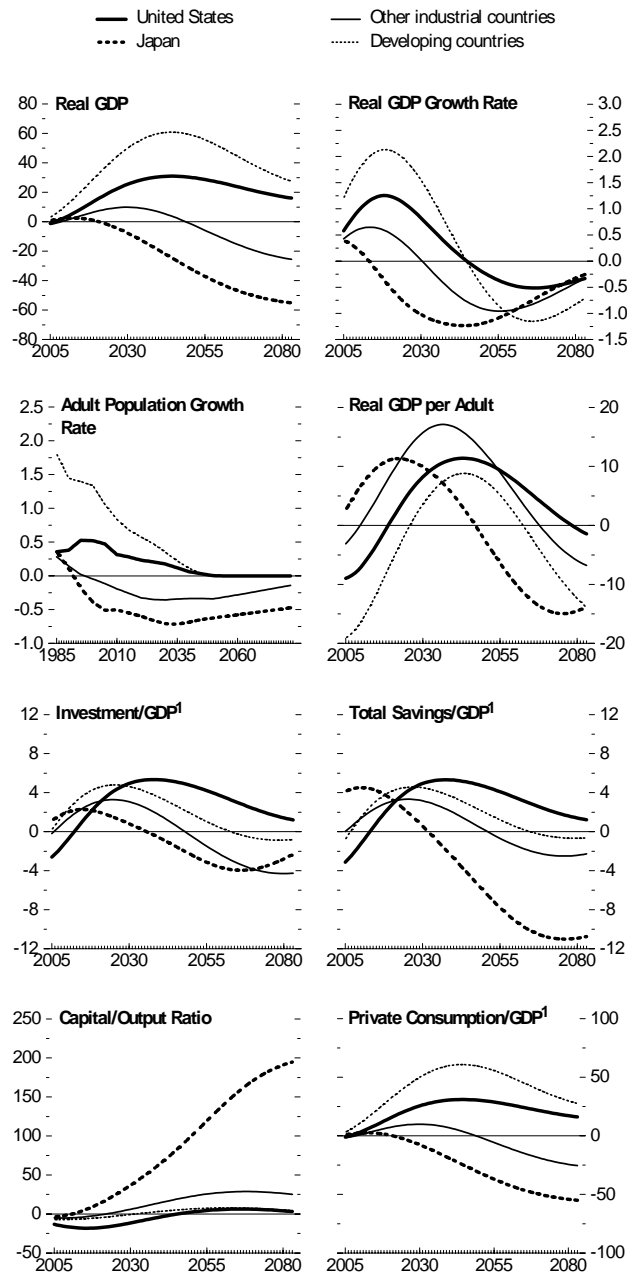 United States
Other industrial countries
Japan
Developing countries
Real GDP
80
60
40
20
0
-20
-40
-60
-80
2005 2030 2055 2080
Real GDP Growth Rate
3.0
2.5
2.0
1.5
1.0
0.5
0.0
-0.5
-1.0
-1.5
2005 2030 2055 2080
Adult Population Growth
Rate
2.5
2.0
1.5
1.0
0.5
0.0
-0.5
-1.0
1985 2010 2035 2060
Real GDP per Adult
20
10
0
-10
-20
2005 2030 2055 2080
Investment/GDP1
12
8
4
0
-4
-8
-12
2005 2030 2055 2080
Total Savings/GDP1
12
8
4
0
-4
-8
-12
2005 2030 2055 2080
Capital/Output Ratio
250
200
150
100
50
0
-50
2005 2030 2055 2080
Private Consumption/GDP1
100
50
0
-50
-100
2005 2030 2055 2080